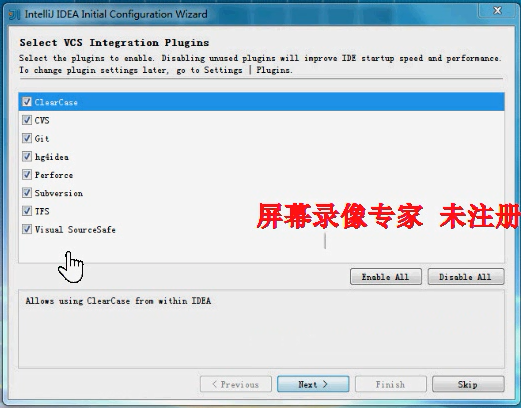 IntelliJ IDEA Initial Configuration Wizard
Select VCS Integration Plugins
Select the plugins to enable. Disabling unused plugins will improve IDE startup speed and performance.
To change plugin settings later, go to Settings | Plugins.
ClearCase
CVS
Git
hg4idea
Perforce
Subversion
TFS
Visual SourceSafe
屏幕录像专家 未注册
Enable All
Disable All
Allows using ClearCase from within IDEA
< Previous
Next >
Finish
Skip